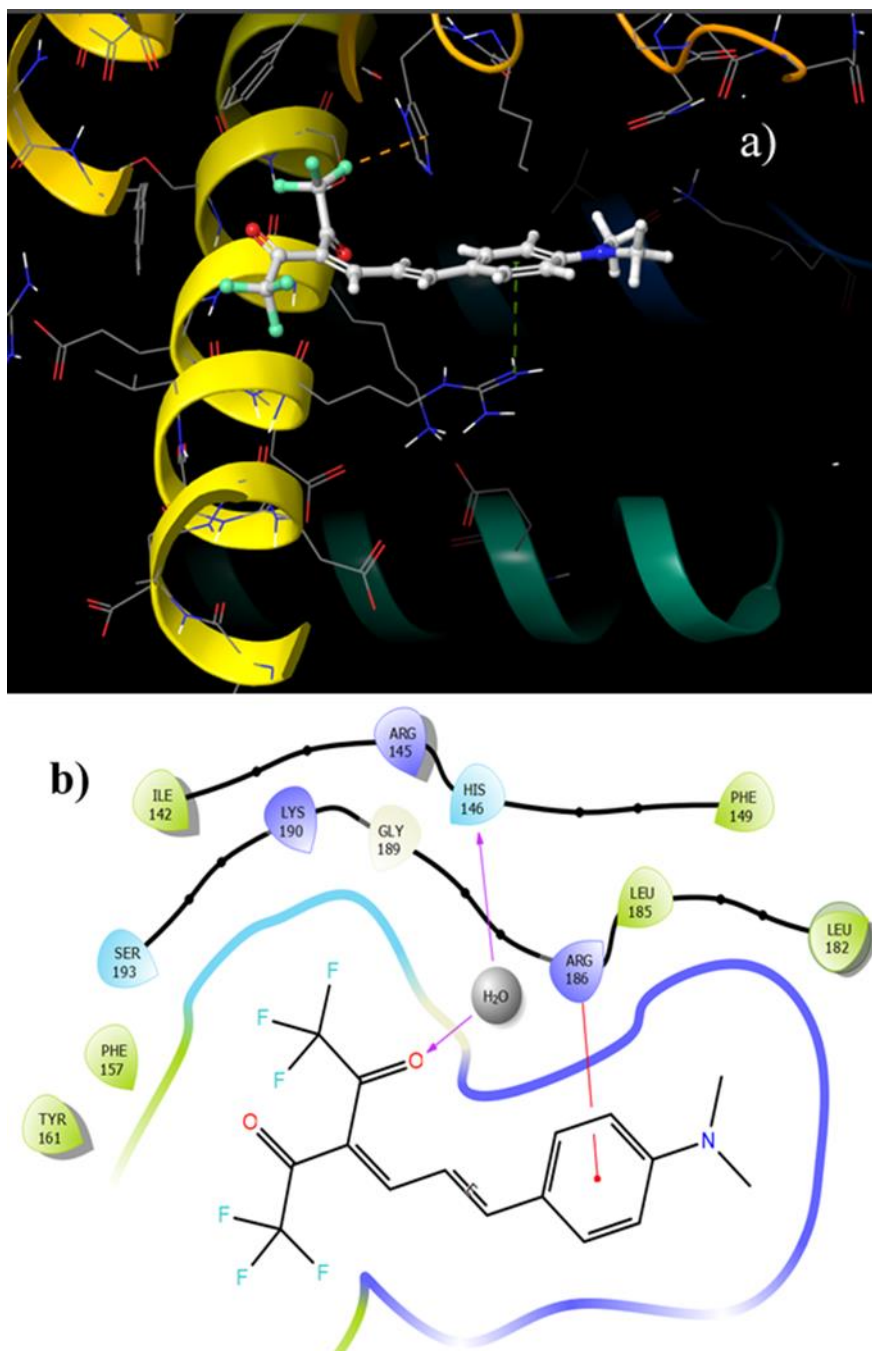 a)
b)
ARG
145
ILE
142
LYS
190
HIS
146
PHE
149
GLY
189
LEU
185
LEU
182
SER
193
ARG
186
H₂O
F
F
PHE
157
F
O
TYR
161
O
N
E
F
F
F